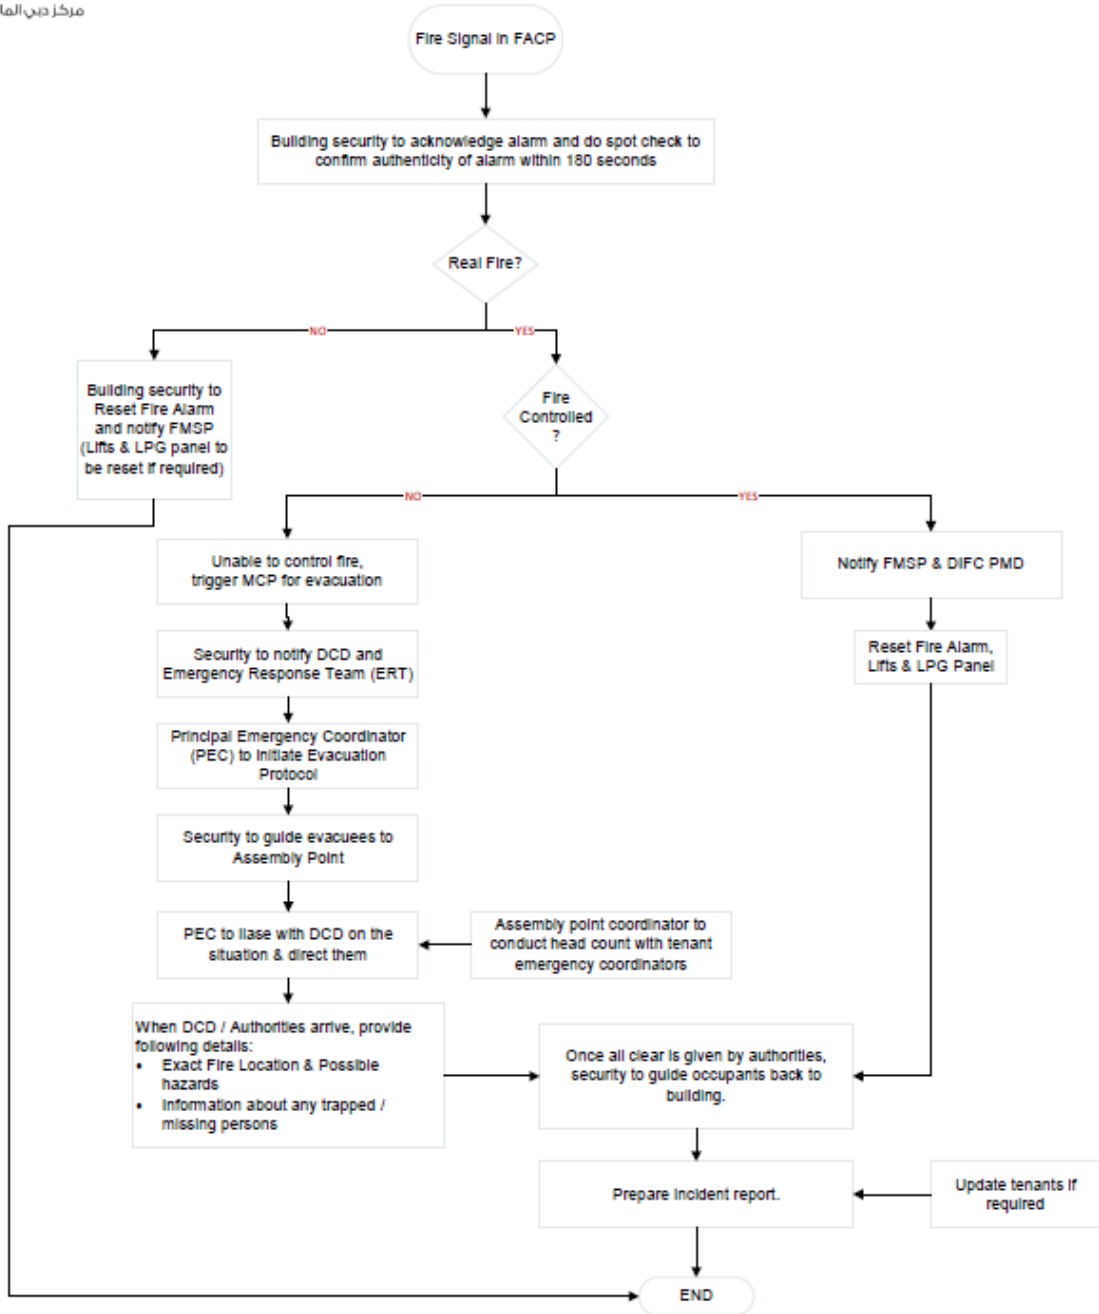 مركز دبي الما
Fire Signal in FACP
Building security to acknowledge alarm and do spot check to
confirm authenticity of alarm within 180 seconds
Real Fire?
NO
YES
Building security to
Reset Fire Alarm
and notify FMSP
(Lifts & LPG panel to
be reset if required)
Fire
Controlled
?
NO
YES
Unable to control fire,
trigger MCP for evacuation
Notify FMSP & DIFC PMD
Security to notify DCD and
Emergency Response Team (ERT)
Reset Fire Alarm,
Lifts & LPG Panel
Principal Emergency Coordinator
(PEC) to Initiate Evacuation
Protocol
Security to guide evacuees to
Assembly Point
PEC to liase with DCD on the
situation & direct them
Assembly point coordinator to
conduct head count with tenant
emergency coordinators
When DCD / Authorities arrive, provide
following details:
• Exact Fire Location & Possible
hazards
• Information about any trapped /
missing persons
Once all clear is given by authorities,
security to guide occupants back to
building.
Prepare incident report.
Update tenants if
required
END